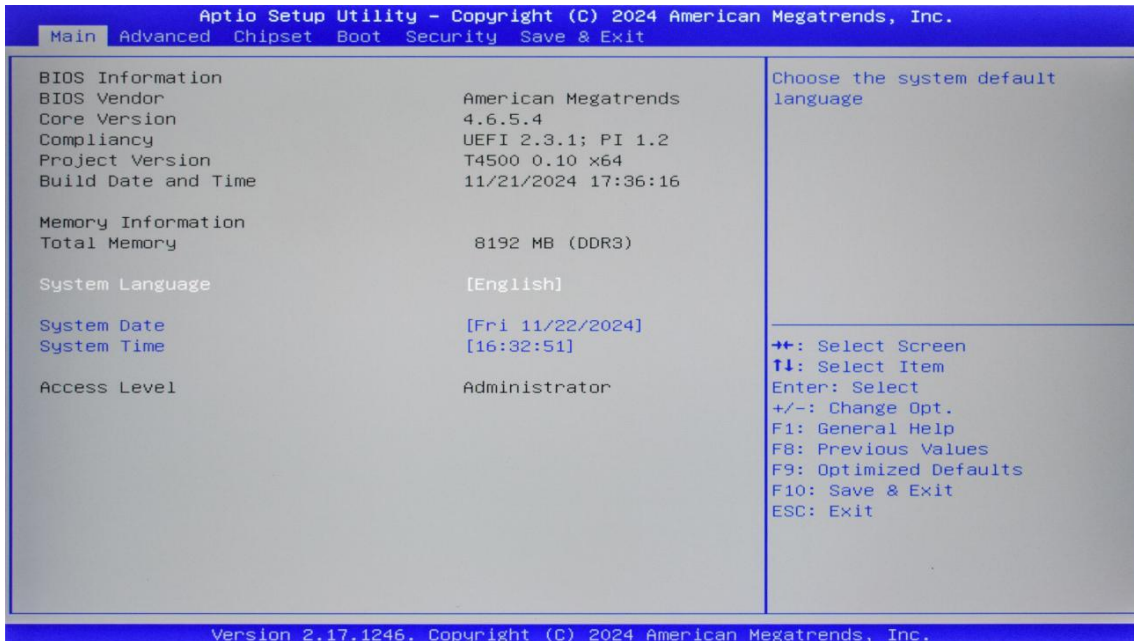 Aptio Setup Utility – Copyright (C) 2024 American Megatrends, Inc.
Main Advanced Chipset Boot Security Save & Exit
BIOS Information
BIOS Vendor American Megatrends
Core Version 4.6.5.4
Compliancy UEFI 2.3.1; PI 1.2
Project Version T4500 0.10 x64
Build Date and Time 11/21/2024 17:36:16
Memory Information
Total Memory 8192 MB (DDR3)
System Language [English]
System Date [Fri 11/22/2024]
System Time [16:32:51]
Access Level Administrator
Choose the system default
language
→←: Select Screen
↑↓: Select Item
Enter: Select
+/-: Change Opt.
F1: General Help
F8: Previous Values
F9: Optimized Defaults
F10: Save & Exit
ESC: Exit
Version 2.17.1246. Copyright (C) 2024 American Megatrends, Inc.